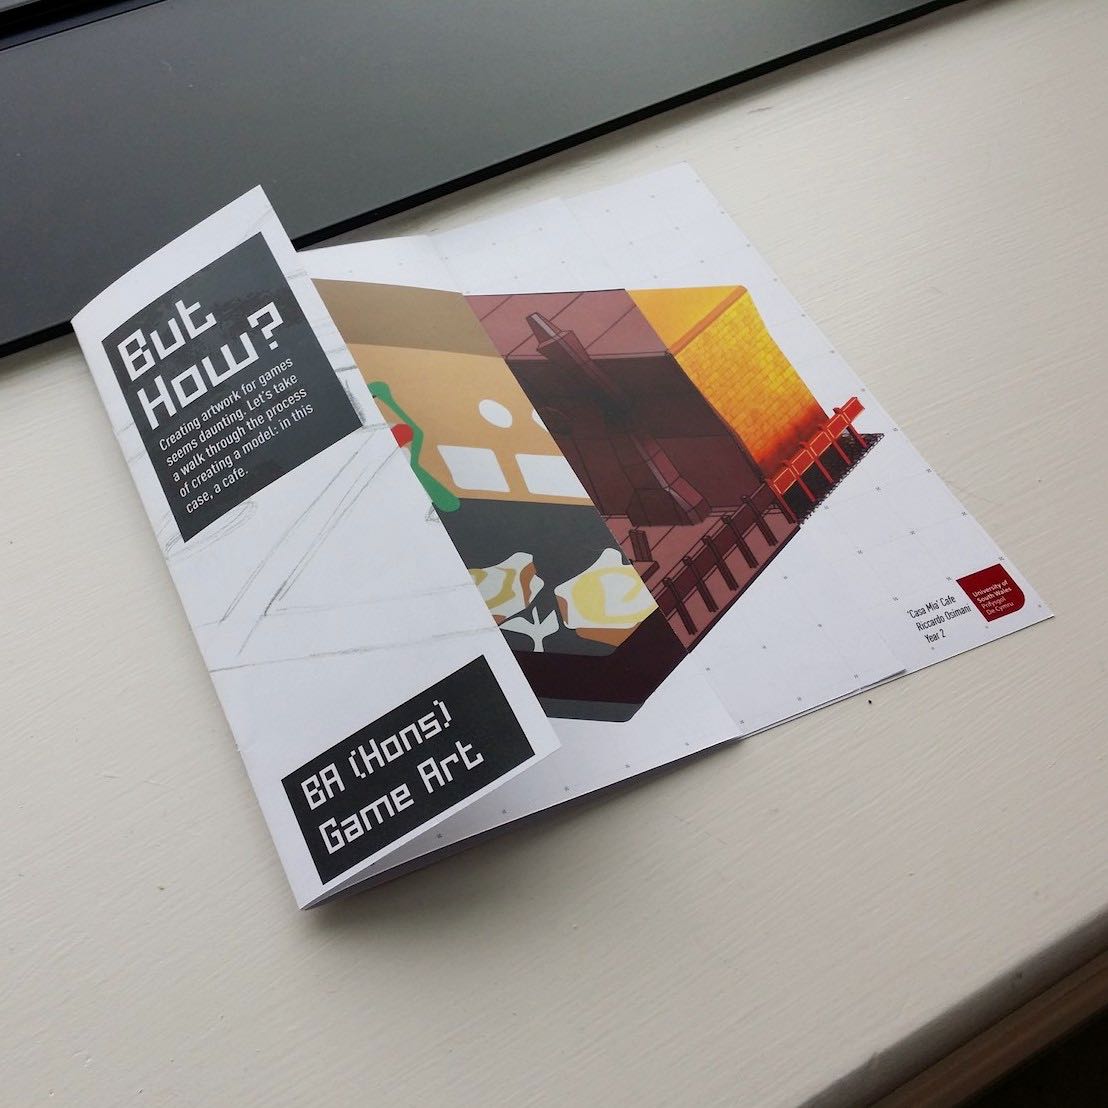 But
How?
Creating artwork for games
seems daunting. Let's take
a walk through the process
of creating a model: in this
case, a cafe.
BA (Hons)
Game Art
'Casa Mia' Cafe
Riccardo Osimani
Year 2
University of
South Wales
Prifysgol
De Cymru